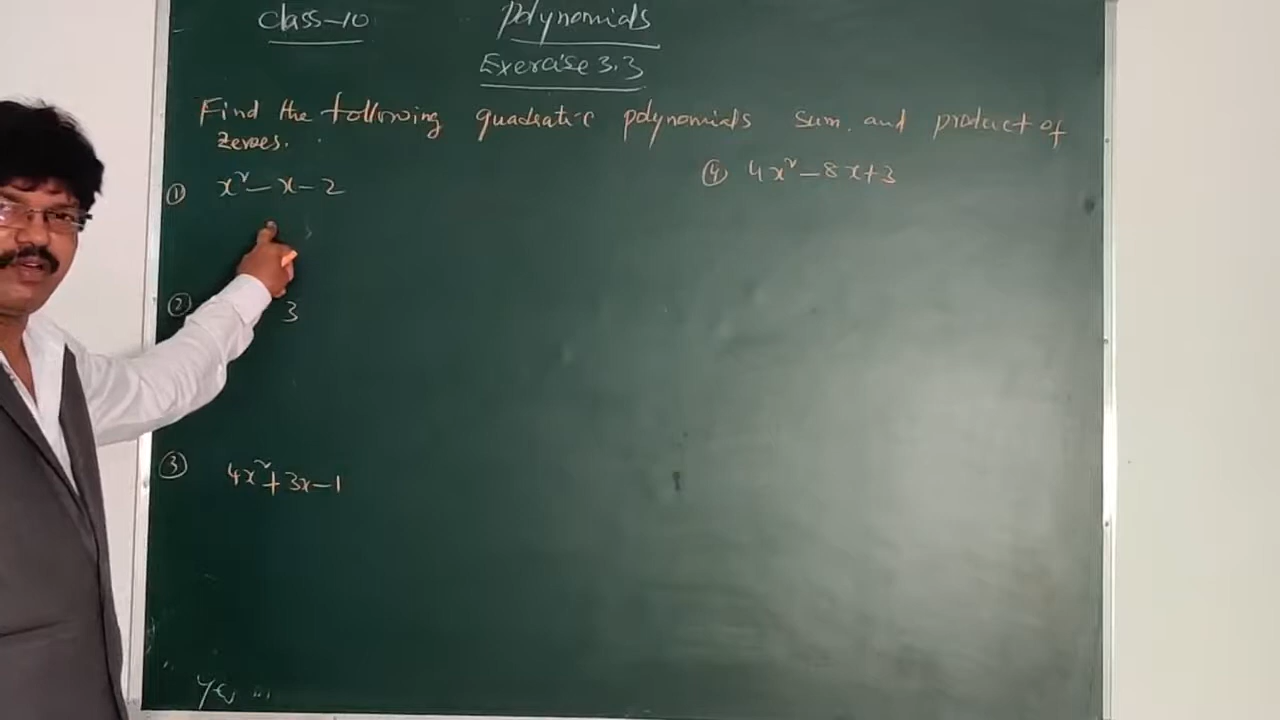 Class-10
Polynomials
Exercise 3.3
Find the following quadratic polynomials sum and product of
zeroes.
① x² - x - 2
④ 4x² - 8x + 3
② 3
③ 4x² + 3x - 1